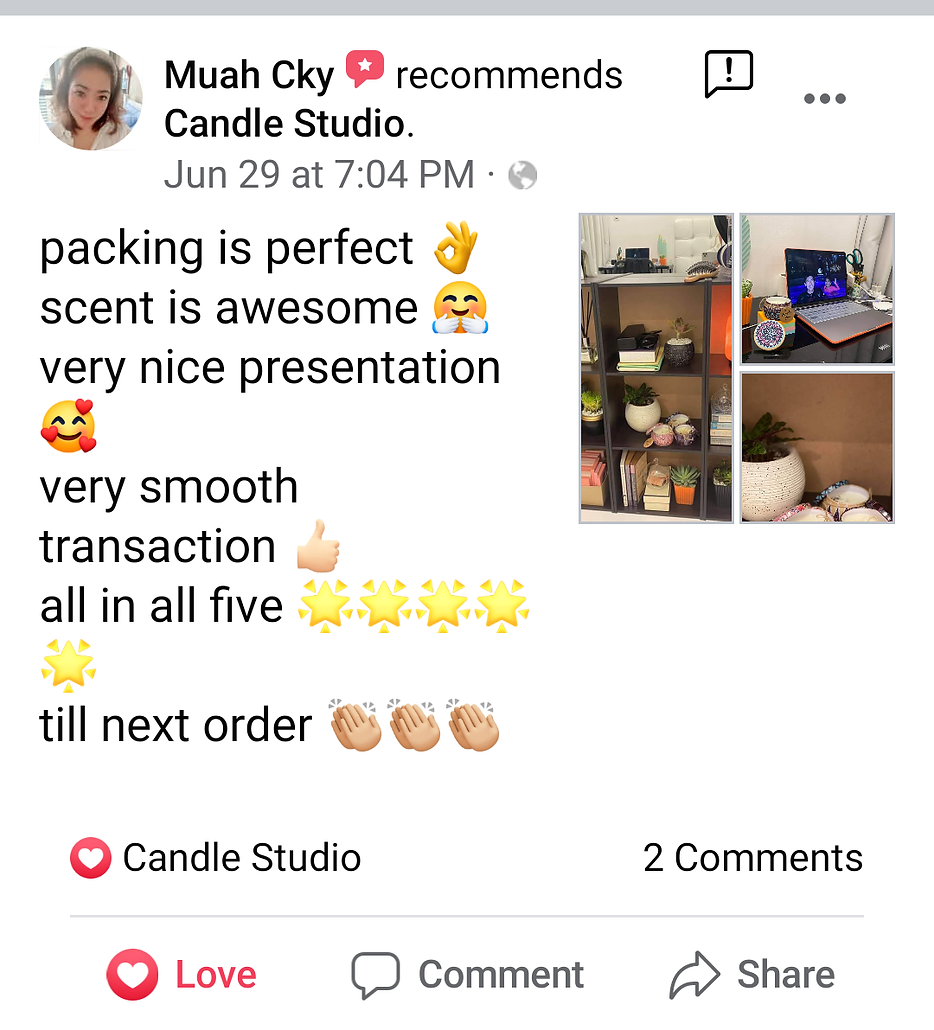 Muah Cky recommends
Candle Studio.
Jun 29 at 7:04 PM ·
packing is perfect 👌
scent is awesome 🤗
very nice presentation
🥰
very smooth
transaction 👍🏻
all in all five 🌟🌟🌟🌟
🌟
till next order 👏🏼👏🏼👏🏼
Candle Studio
2 Comments
Love
Comment
Share